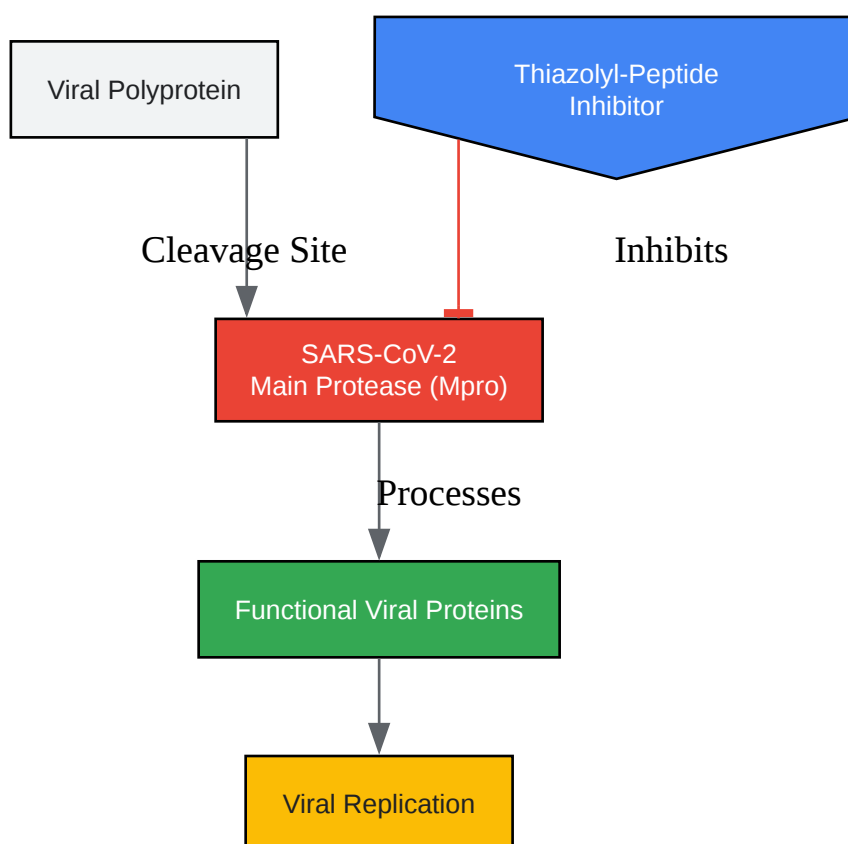 Viral Polyprotein
Thiazolyl-Peptide
Inhibitor
Cleavage Site
Inhibits
SARS-CoV-2
Main Protease (Mpro)
Processes
Functional Viral Proteins
Viral Replication